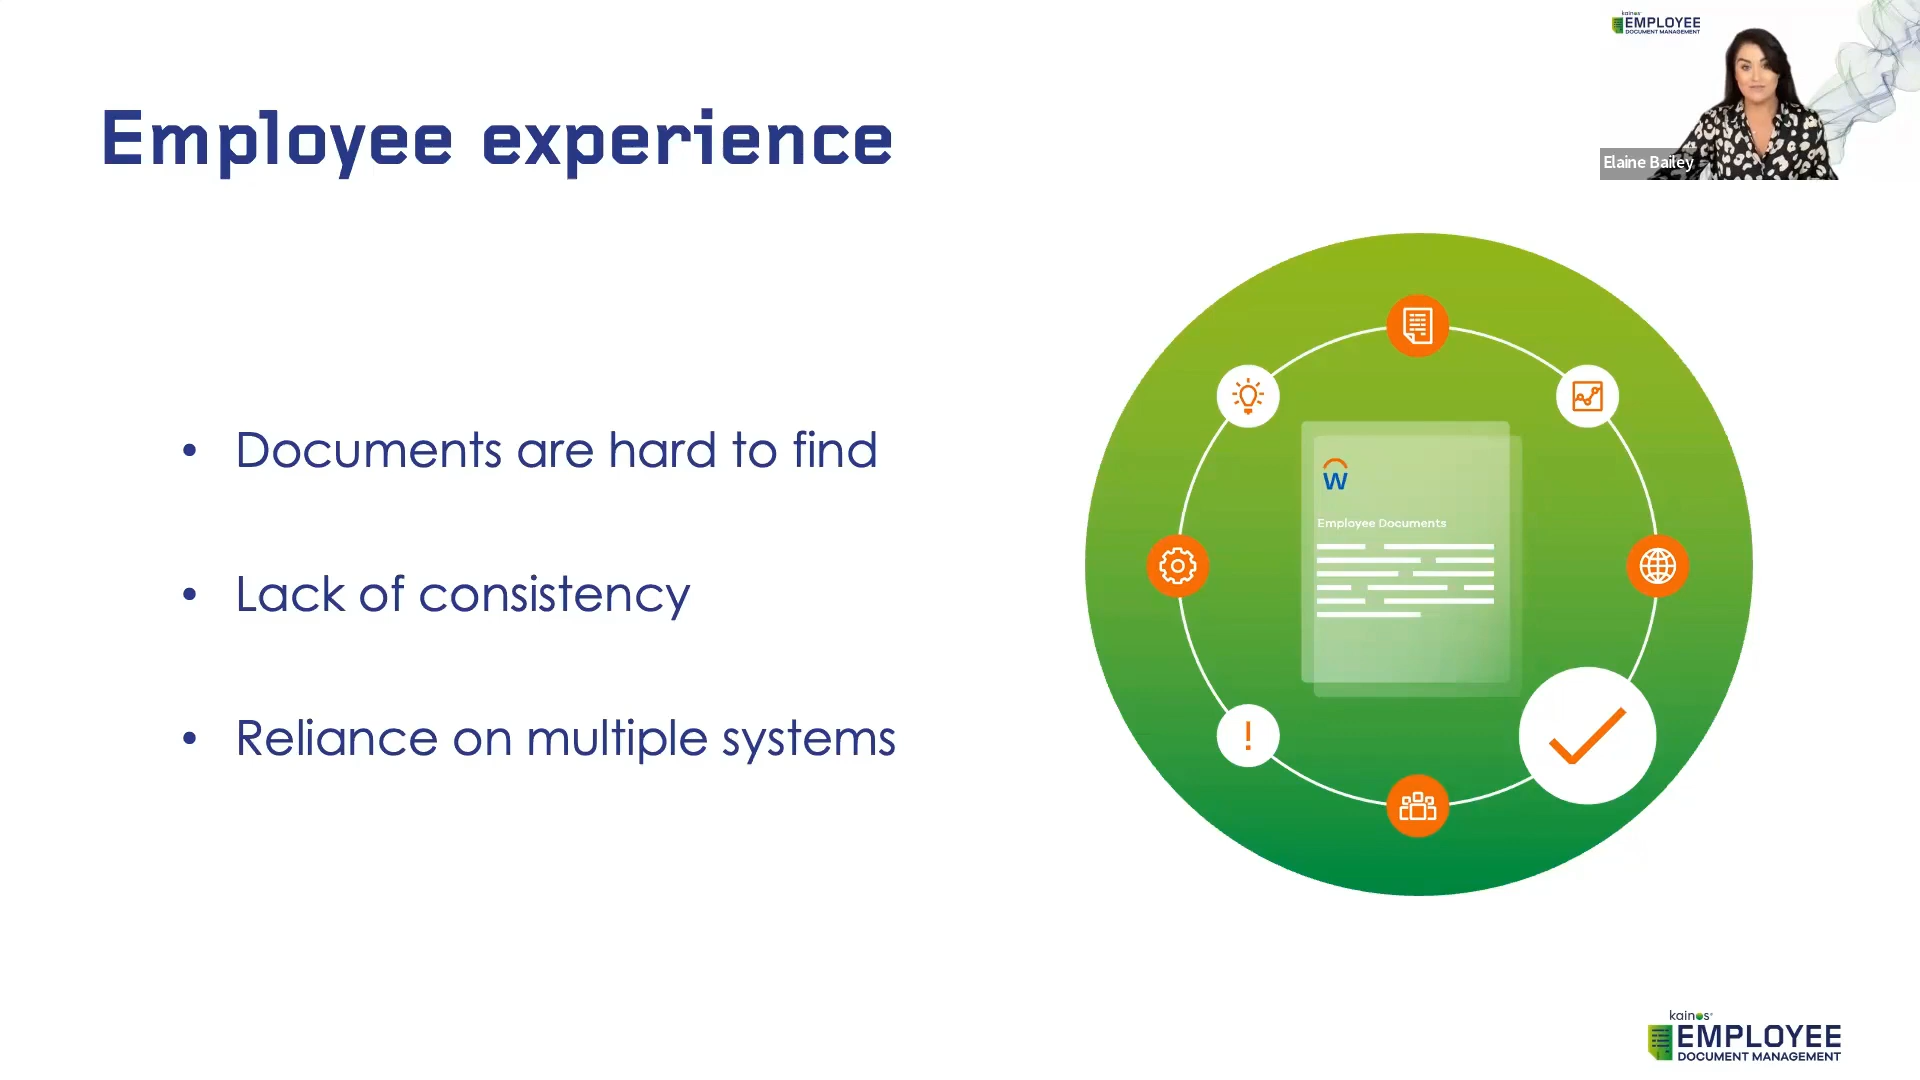 kainos
EMPLOYEE
DOCUMENT MANAGEMENT
Elaine Bailey
Employee experience
• Documents are hard to find
• Lack of consistency
• Reliance on multiple systems
W
Employee Documents
!
kainos
EMPLOYEE
DOCUMENT MANAGEMENT